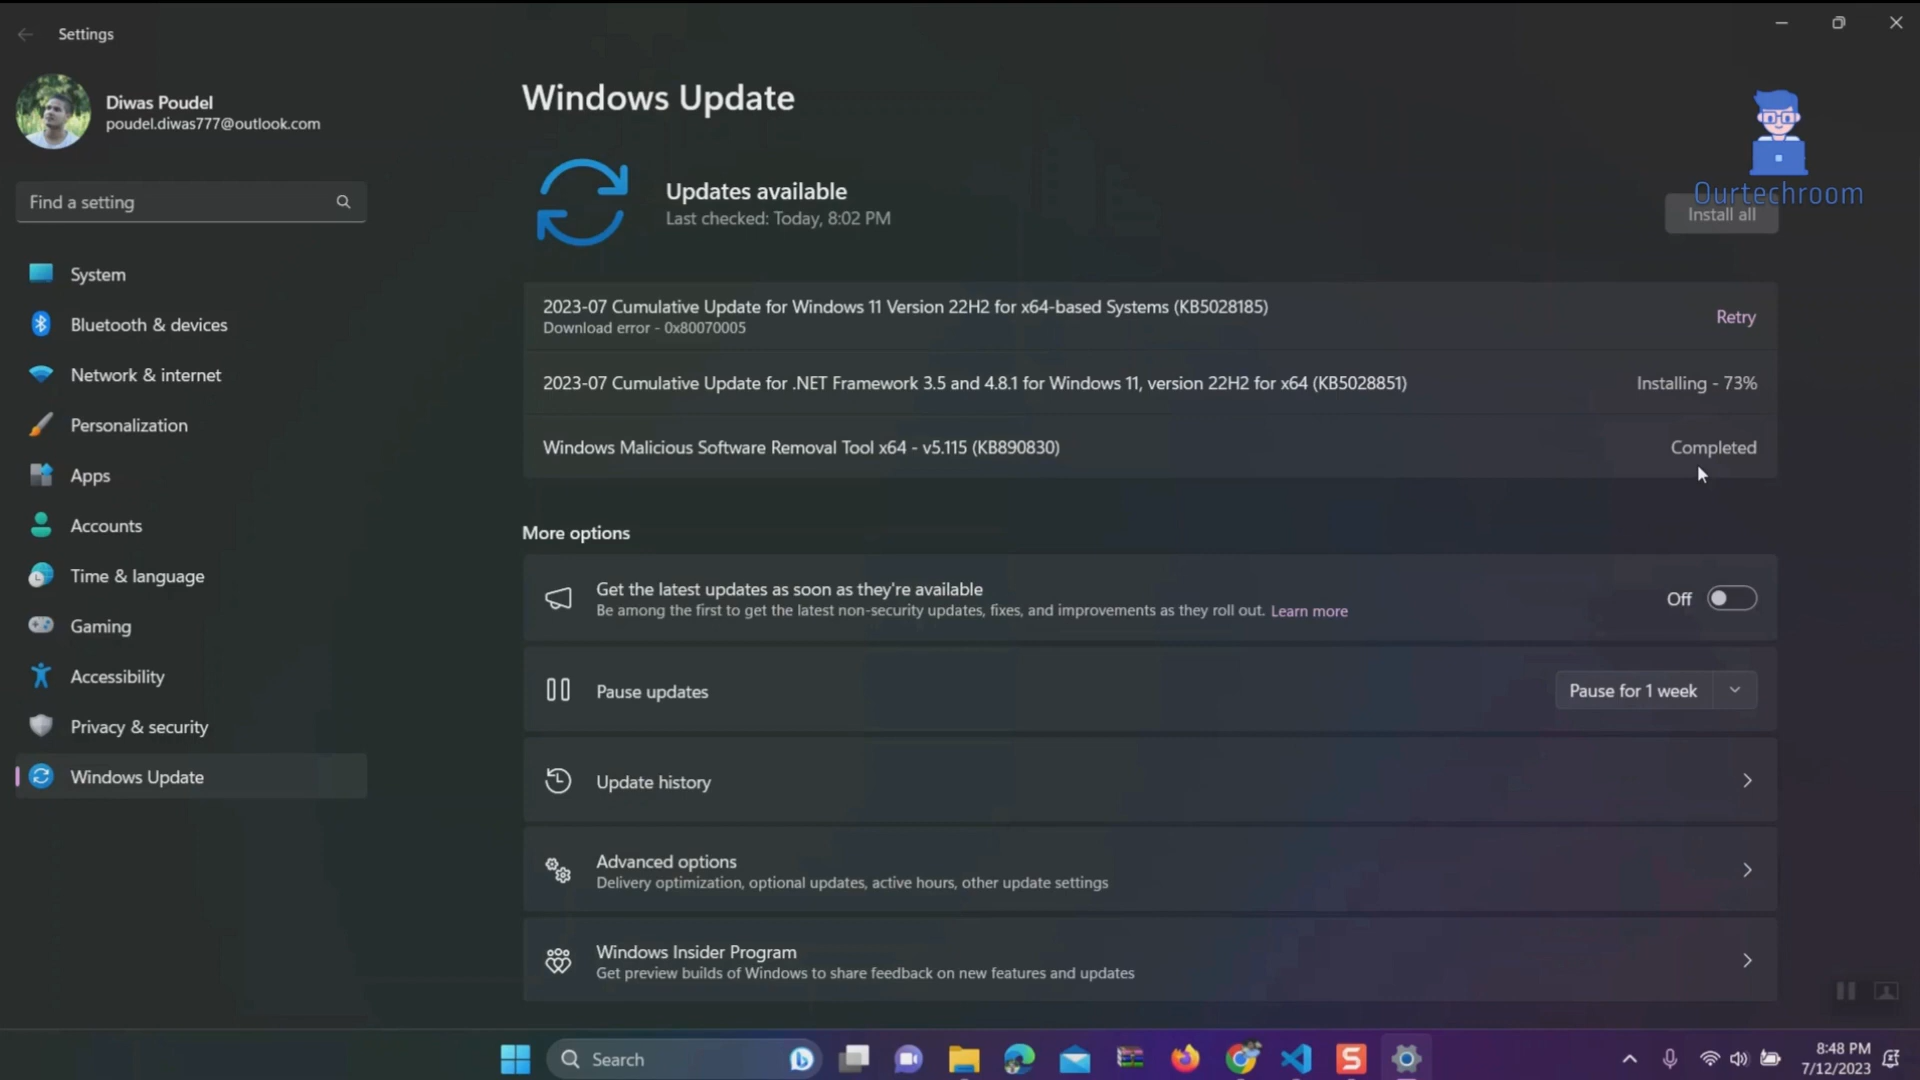 Settings
Diwas Poudel
poudel.diwas777@outlook.com
Find a setting
System
Bluetooth & devices
Network & internet
Personalization
Apps
Accounts
Time & language
Gaming
Accessibility
Privacy & security
Windows Update
Windows Update
Updates available
Last checked: Today, 8:02 PM
Ourtechroom
Install all
2023-07 Cumulative Update for Windows 11 Version 22H2 for x64-based Systems (KB5028185)
Download error - 0x80070005
Retry
2023-07 Cumulative Update for .NET Framework 3.5 and 4.8.1 for Windows 11, version 22H2 for x64 (KB5028851)
Installing - 73%
Windows Malicious Software Removal Tool x64 - v5.115 (KB890830)
Completed
More options
Get the latest updates as soon as they're available
Be among the first to get the latest non-security updates, fixes, and improvements as they roll out. Learn more
Off
Pause updates
Pause for 1 week
Update history
Advanced options
Delivery optimization, optional updates, active hours, other update settings
Windows Insider Program
Get preview builds of Windows to share feedback on new features and updates
Search
8:48 PM
7/12/2023